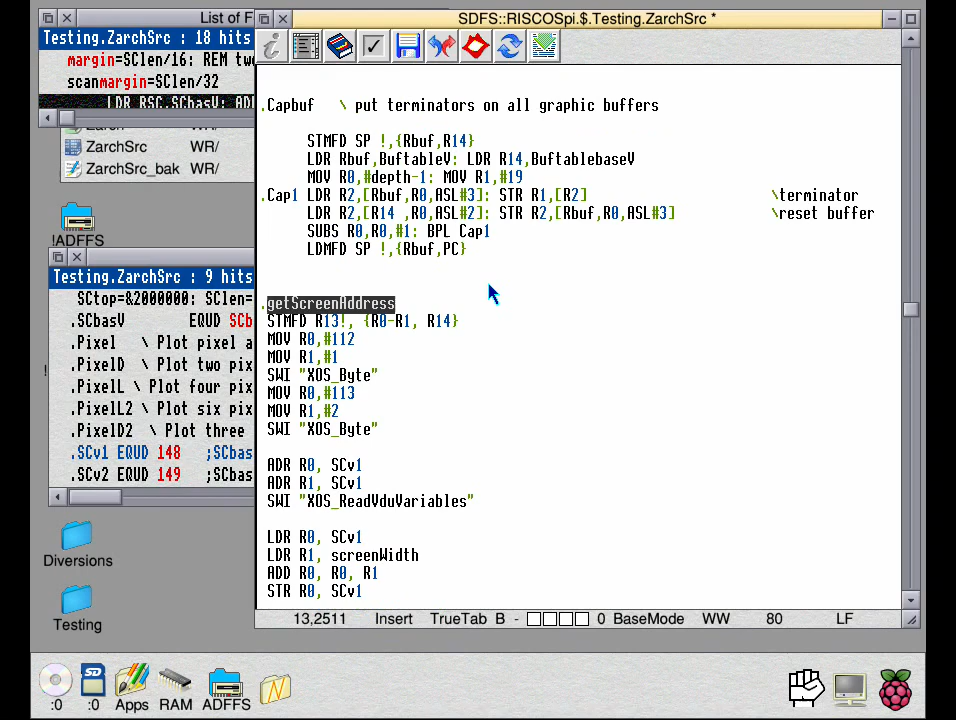 List of F
SDFS::RISCOSpi.$.Testing.ZarchSrc *
Testing.ZarchSrc : 18 hits
margin=SClen/16: REM tw
scanmargin=SClen/32
LDR RSC,SCbasV: AD
ZarchSrc WR/
ZarchSrc_bak WR/
!ADFFS
Testing.ZarchSrc : 9 hits
SCtop=&2000000: SClen=
.SCbasV EQUD SCb
.Pixel \ Plot pixel a
.PixelD \ Plot two pix
.PixelL \ Plot four pix
.PixelL2 \ Plot six pix
.PixelD2 \ Plot three
.SCv1 EQUD 148 ;SCbas
.SCv2 EQUD 149 ;SCbas
Diversions
Testing
.Capbuf \ put terminators on all graphic buffers
STMFD SP !,{Rbuf,R14}
LDR Rbuf,BuftableV: LDR R14,BuftablebaseV
MOV R0,#depth-1: MOV R1,#19
.Cap1 LDR R2,[Rbuf,R0,ASL#3]: STR R1,[R2] \terminator
LDR R2,[R14 ,R0,ASL#2]: STR R2,[Rbuf,R0,ASL#3] \reset buffer
SUBS R0,R0,#1: BPL Cap1
LDMFD SP !,{Rbuf,PC}
.getScreenAddress
STMFD R13!, {R0-R1, R14}
MOV R0,#112
MOV R1,#1
SWI "XOS_Byte"
MOV R0,#113
MOV R1,#2
SWI "XOS_Byte"
ADR R0, SCv1
ADR R1, SCv1
SWI "XOS_ReadVduVariables"
LDR R0, SCv1
LDR R1, screenWidth
ADD R0, R0, R1
STR R0, SCv1
13,2511 Insert TrueTab B - 0 BaseMode WW 80 LF
:0 :0 Apps RAM ADFFS